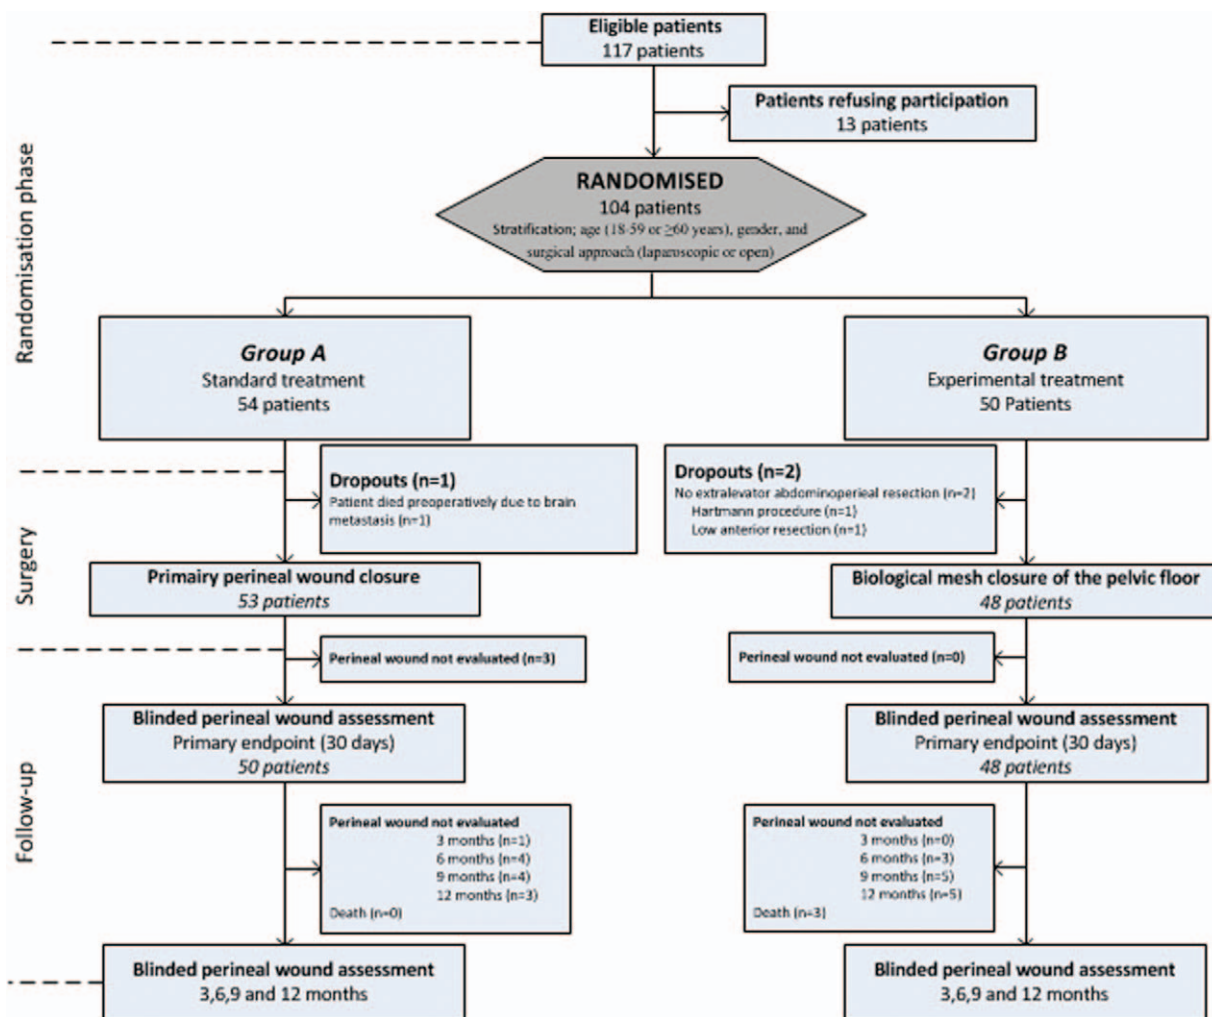 Eligible patients
117 patients
Patients refusing participation
13 patients
Randomisation phase
RANDOMISED
104 patients
Stratification; age (18-59 or ≥60 years), gender, and
surgical approach (laparoscopic or open)
Group A
Standard treatment
54 patients
Group B
Experimental treatment
50 Patients
Surgery
Dropouts (n=1)
Patient died preoperatively due to brain
metastasis (n=1)
Dropouts (n=2)
No extralevator abdominoperieal resection (n=2)
Hartmann procedure (n=1)
Low anterior resection (n=1)
Primairy perineal wound closure
53 patients
Biological mesh closure of the pelvic floor
48 patients
Follow-up
Perineal wound not evaluated (n=3)
Perineal wound not evaluated (n=0)
Blinded perineal wound assessment
Primary endpoint (30 days)
50 patients
Blinded perineal wound assessment
Primary endpoint (30 days)
48 patients
Perineal wound not evaluated
3 months (n=1)
6 months (n=4)
9 months (n=4)
12 months (n=3)
Death (n=0)
Perineal wound not evaluated
3 months (n=0)
6 months (n=3)
9 months (n=5)
12 months (n=5)
Death (n=3)
Blinded perineal wound assessment
3,6,9 and 12 months
Blinded perineal wound assessment
3,6,9 and 12 months